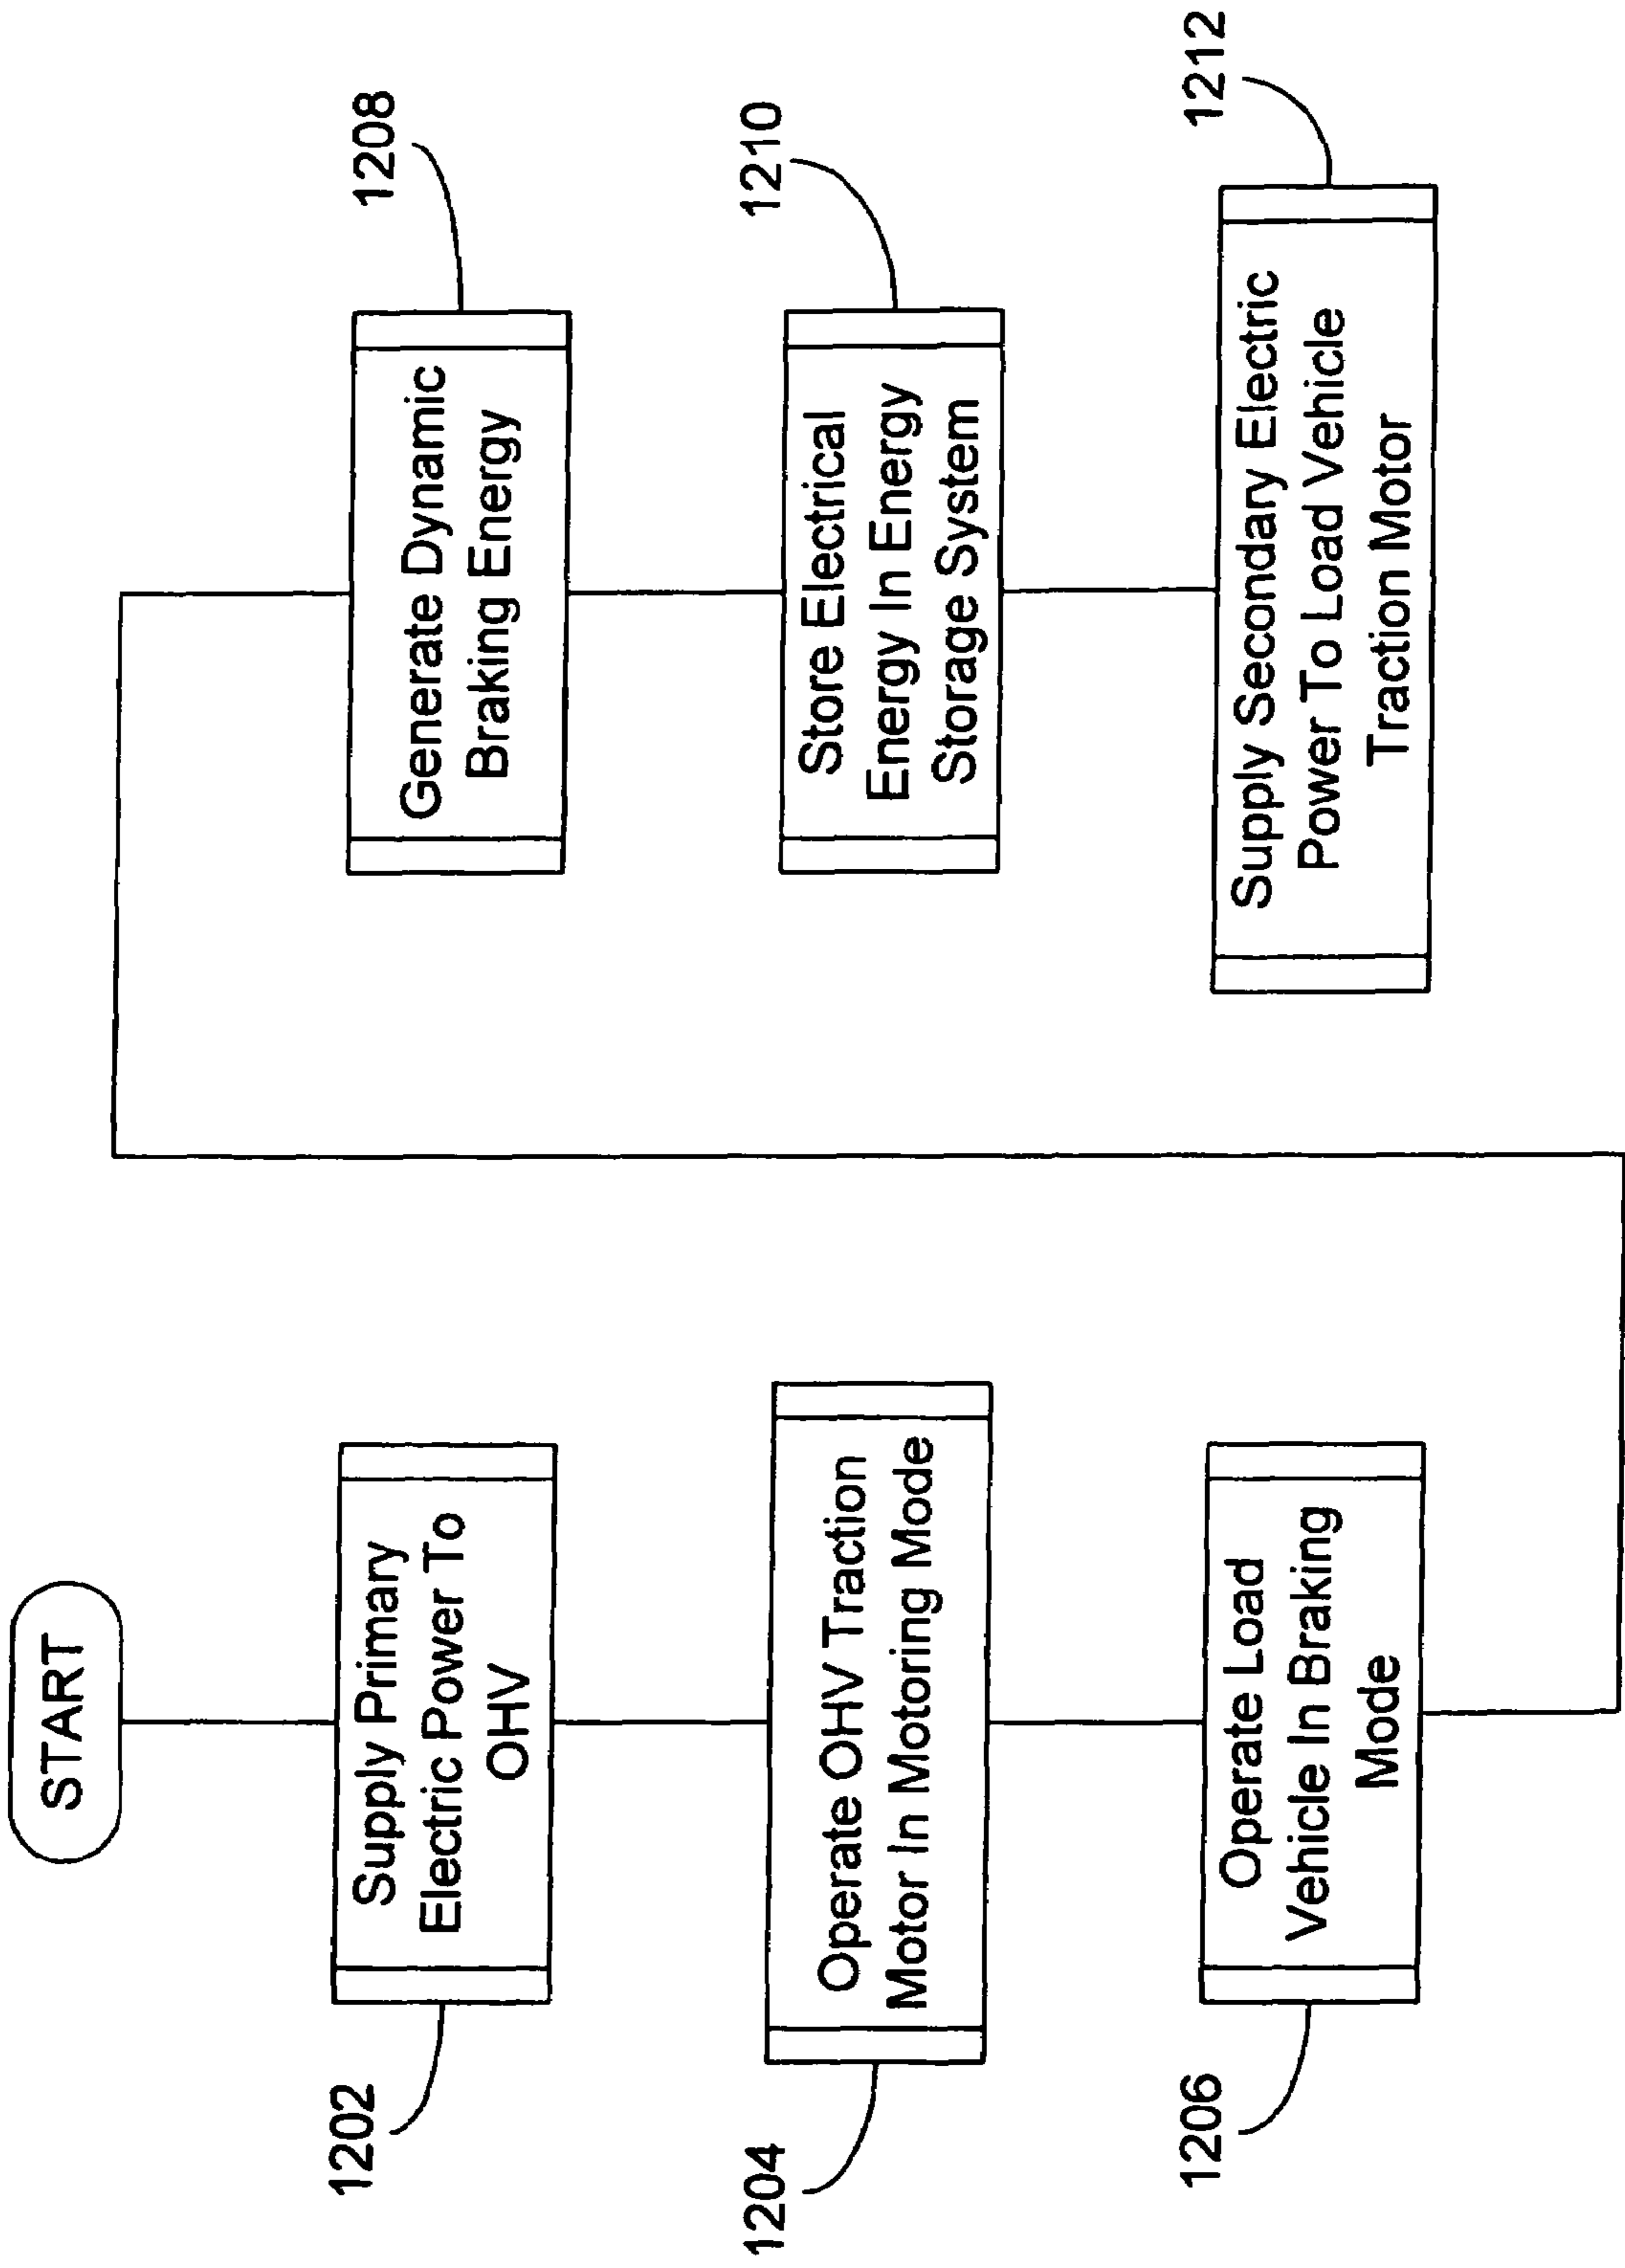 START
1202
Supply Primary
Electric Power To
OHV
1204
Operate OHV Traction
Motor In Motoring Mode
1206
Operate Load
Vehicle In Braking
Mode
1208
Generate Dynamic
Braking Energy
1210
Store Electrical
Energy In Energy
Storage System
1212
Supply Secondary Electric
Power To Load Vehicle
Traction Motor